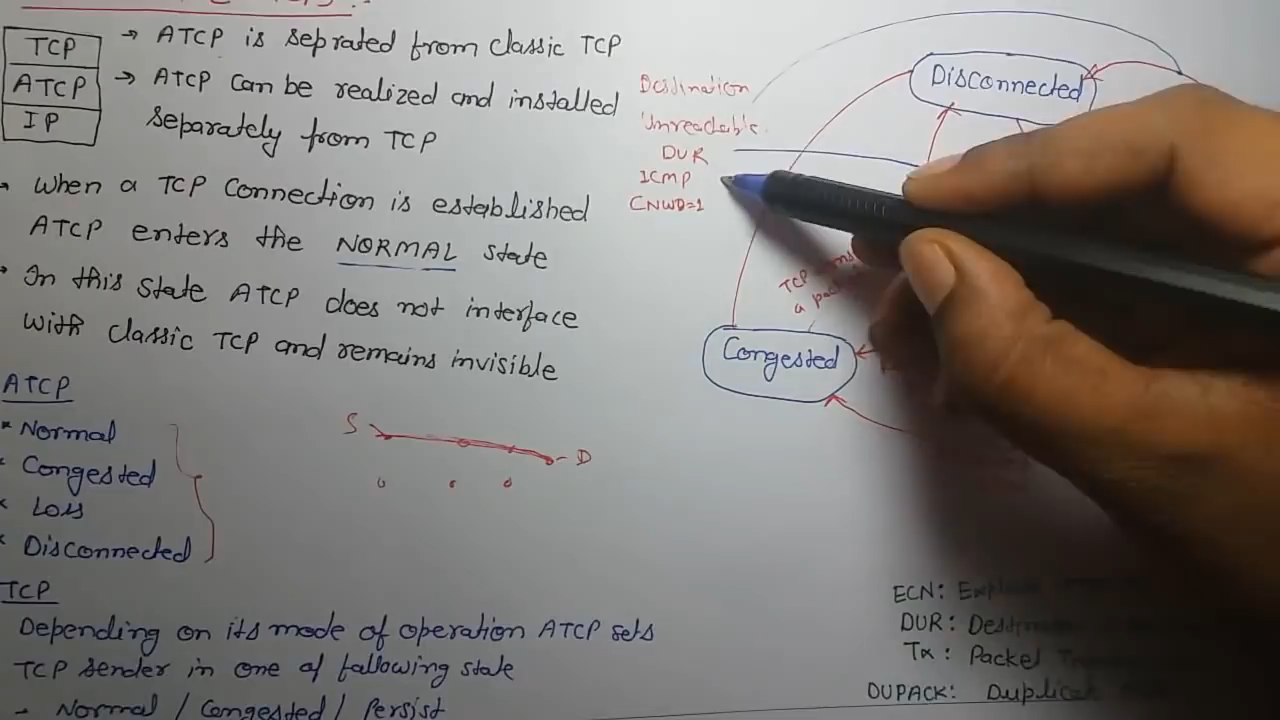 TCP
ATCP
IP
→ ATCP is seprated from classic TCP
→ ATCP can be realized and installed
separately from TCP
when a TCP Connection is established
ATCP enters the NORMAL state
In this state ATCP does not interface
with classic TCP and remains invisible
ATCP
* Normal
* Congested
* Loss
* Disconnected
S
D
TCP
Depending on its mode of operation ATCP sets
TCP sender in one of following state
- Normal / Congested / Persist
Disconnected
Destination
Unreachable
DUR
ICMP
CNWD=1
TCP
a
Congested
ECN:
DUR:
Tx: Packet
DUPACK: